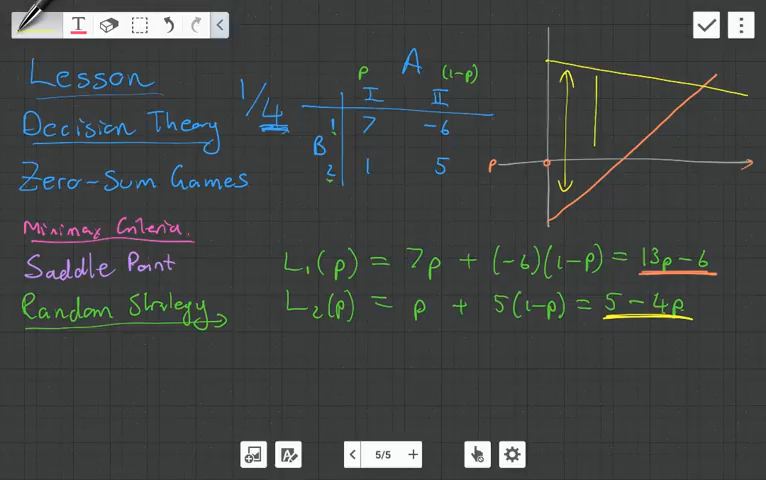 Lesson
Decision Theory
Zero-Sum Games
Minimax Criteria.
Saddle Point
Random Strategy
1/4
A
p (1-p)
I II
B
1 7 -6
2 1 5
P
L₁(p) = 7p + (-6)(1-p) = 13p-6
L₂(p) = p + 5(1-p) = 5-4p
T
A
5/5